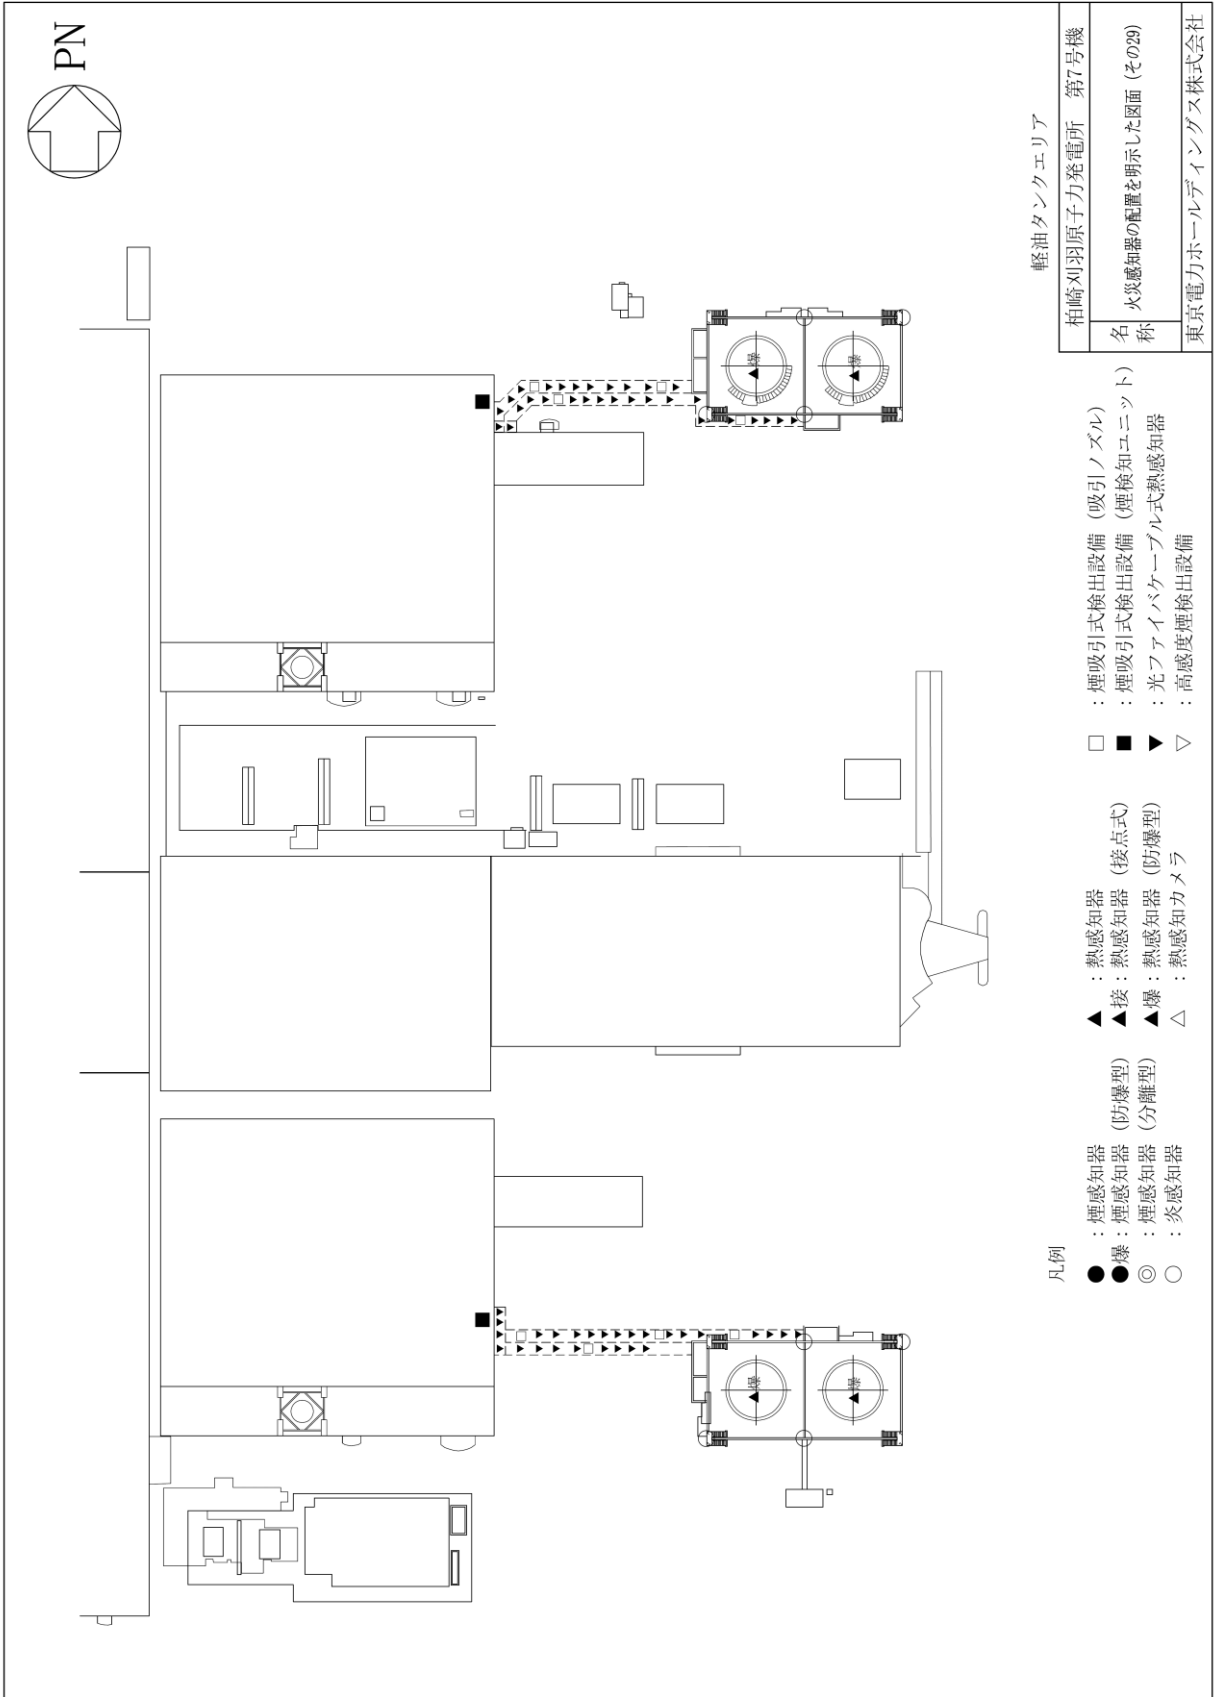 PN
爆
爆
爆
爆
軽油タンクエリア
凡例
● : 煙感知器
●爆 : 煙感知器 (防爆型)
◎ : 煙感知器 (分離型)
○ : 炎感知器
▲ : 熱感知器
▲接 : 熱感知器 (接点式)
▲爆 : 熱感知器 (防爆型)
△ : 熱感知カメラ
□ : 煙吸引式検出設備 (吸引ノズル)
■ : 煙吸引式検出設備 (煙検知ユニット)
▼ : 光ファイバケーブル式熱感知器
▽ : 高感度煙検出設備
柏崎刈羽原子力発電所 第7号機
名称 火災感知器の配置を明示した図面 (その29)
東京電力ホールディングス株式会社